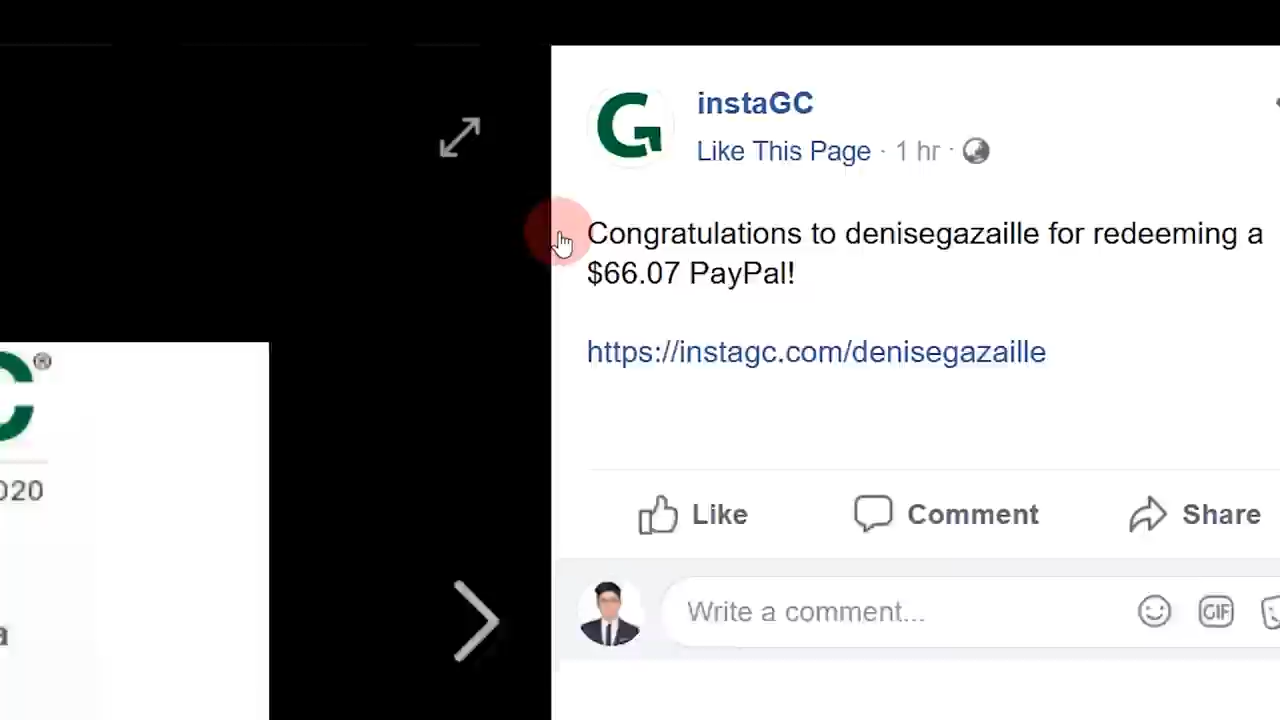 instaGC
Like This Page · 1 hr ·
Congratulations to denisegazaille for redeeming a
$66.07 PayPal!
https://instagc.com/denisegazaille
C®
020
a
Like Comment Share
Write a comment... GIF